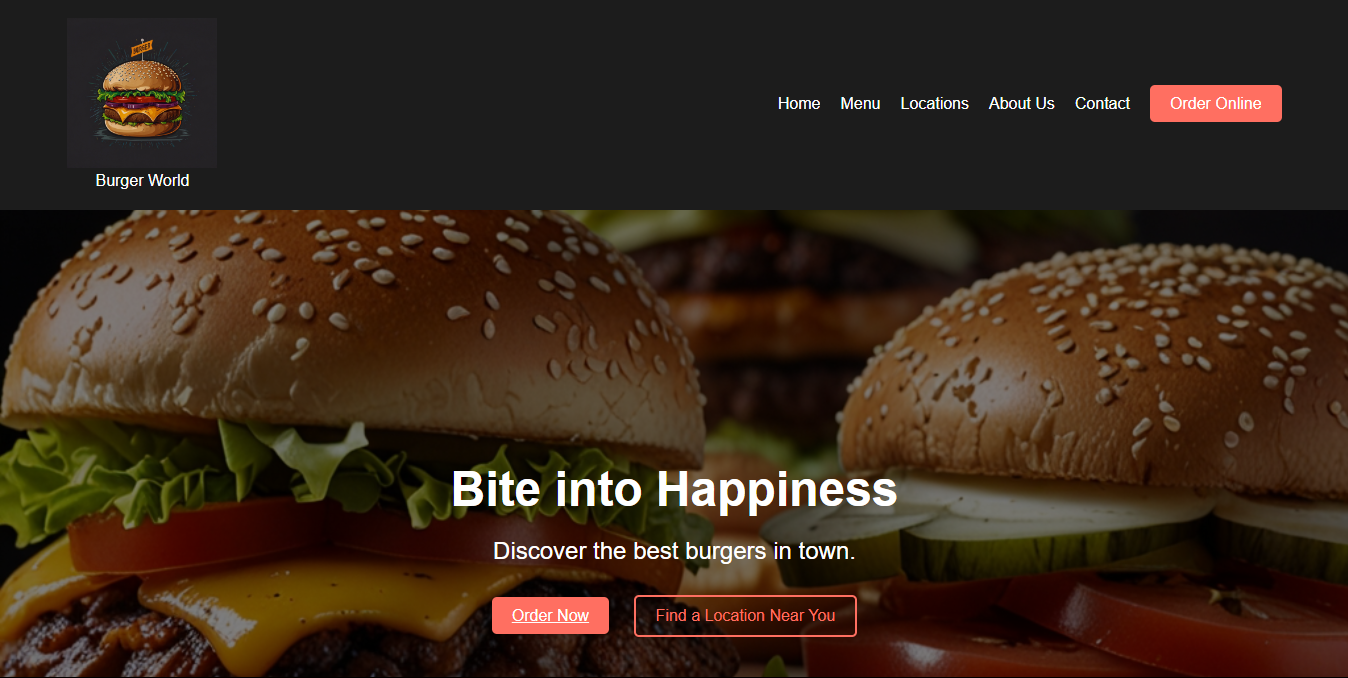 Burger World
Home Menu Locations About Us Contact Order Online
Bite into Happiness
Discover the best burgers in town.
Order Now Find a Location Near You